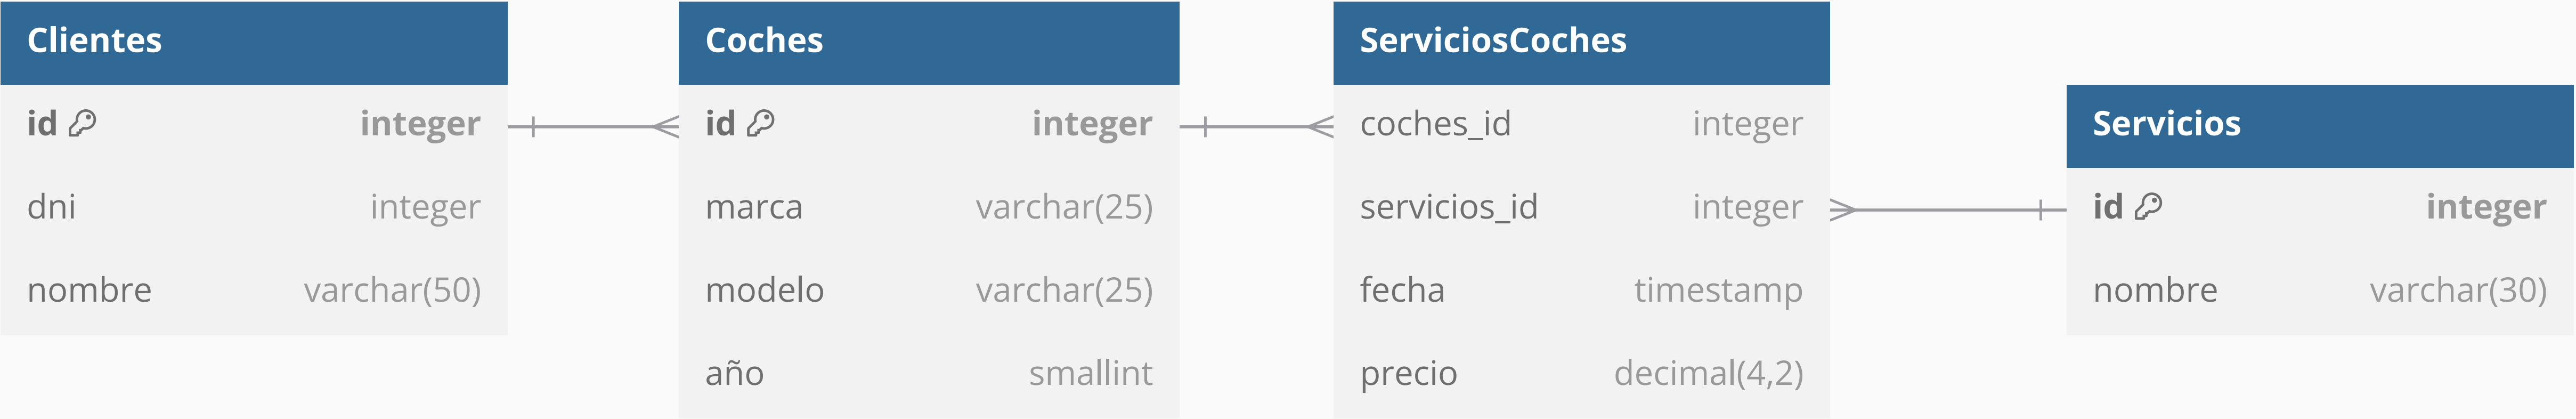 Clientes
id integer
dni integer
nombre varchar(50)
Coches
id integer
marca varchar(25)
modelo varchar(25)
año smallint
ServiciosCoches
coches_id integer
servicios_id integer
fecha timestamp
precio decimal(4,2)
Servicios
id integer
nombre varchar(30)